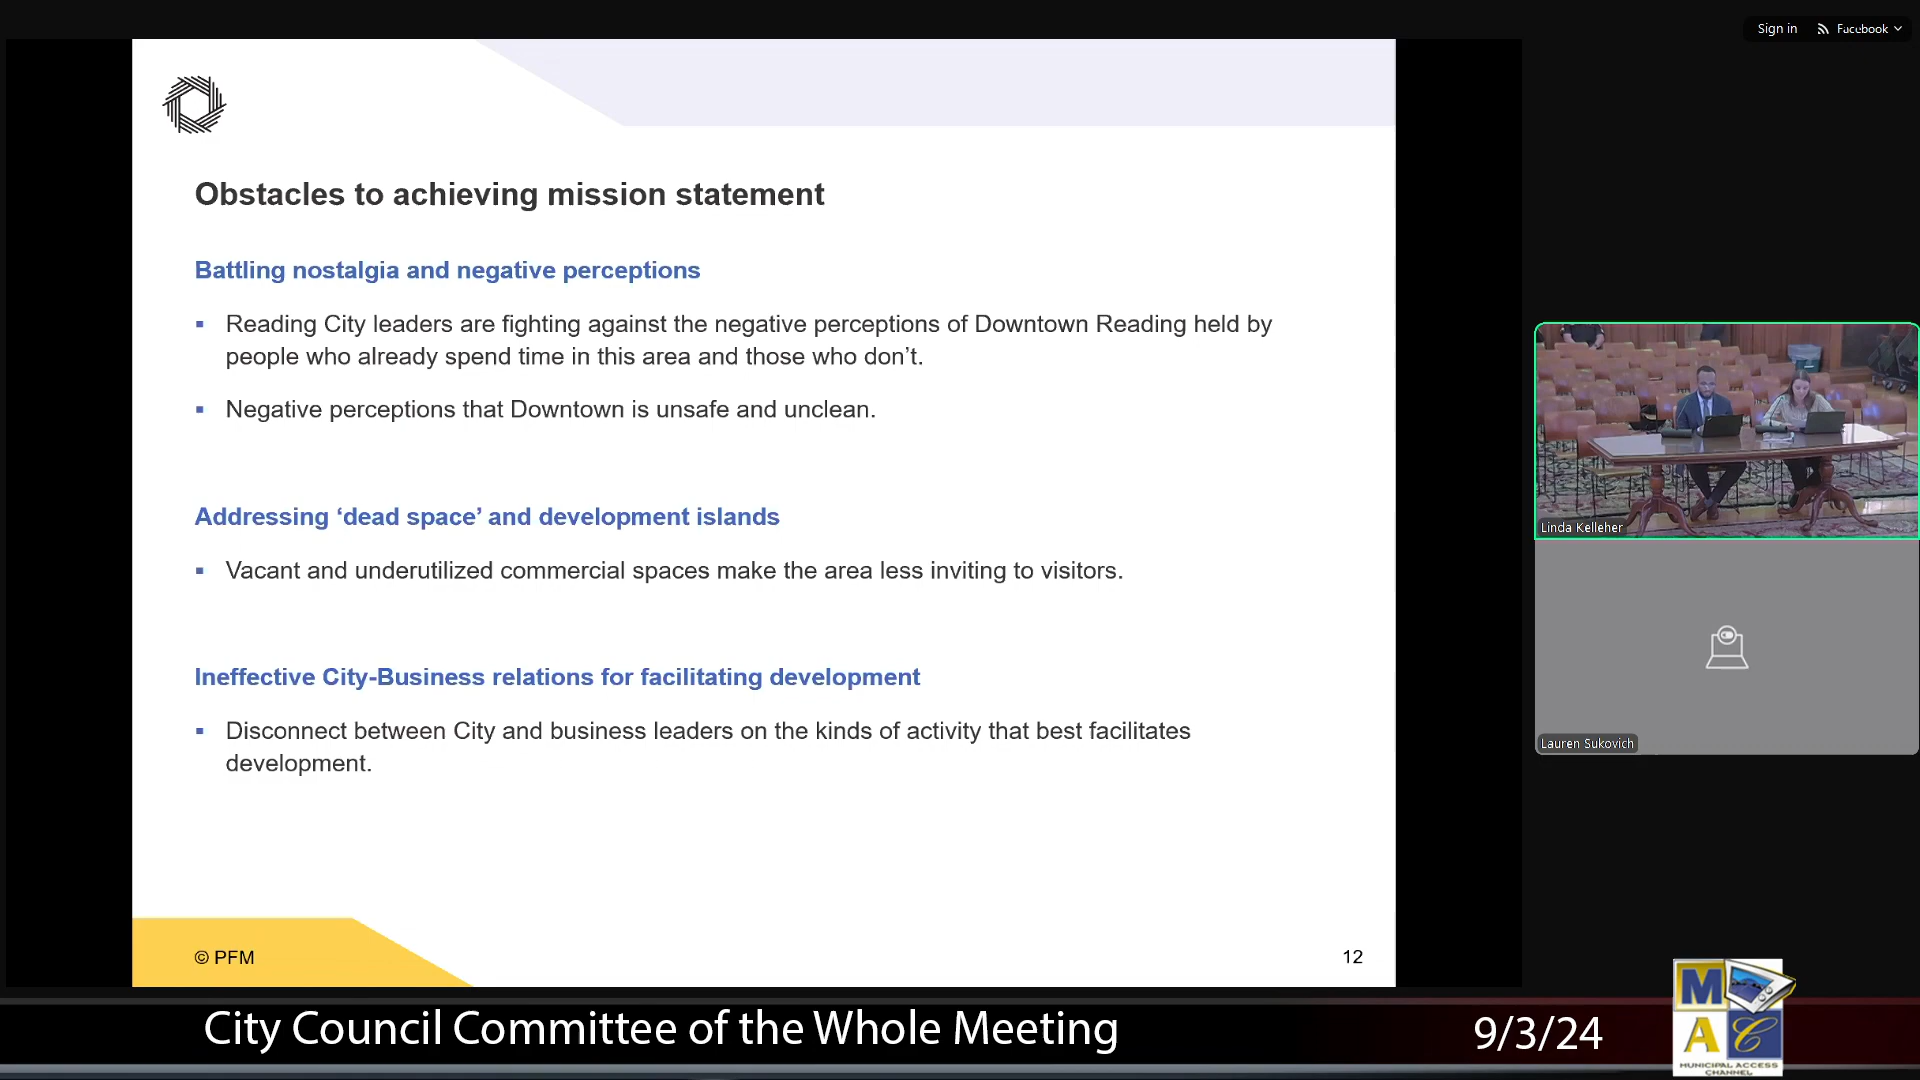 Sign in
Facebook
Obstacles to achieving mission statement
Battling nostalgia and negative perceptions
▪ Reading City leaders are fighting against the negative perceptions of Downtown Reading held by
people who already spend time in this area and those who don’t.
▪ Negative perceptions that Downtown is unsafe and unclean.
Addressing ‘dead space’ and development islands
▪ Vacant and underutilized commercial spaces make the area less inviting to visitors.
Ineffective City-Business relations for facilitating development
▪ Disconnect between City and business leaders on the kinds of activity that best facilitates
development.
© PFM
12
Linda Kelleher
Lauren Sukovich
City Council Committee of the Whole Meeting
9/3/24
M
A C
MUNICIPAL ACCESS
CHANNEL